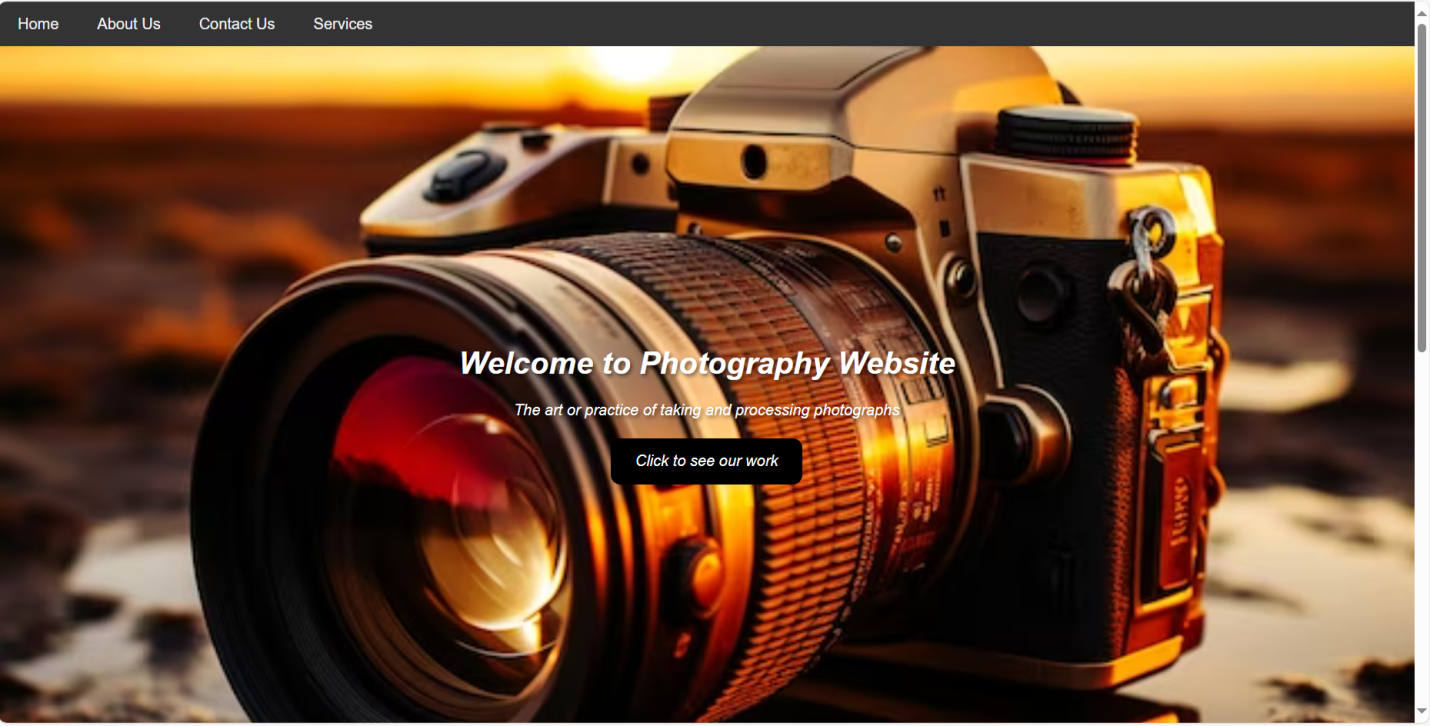 Home About Us Contact Us Services
Welcome to Photography Website
The art or practice of taking and processing photographs
Click to see our work